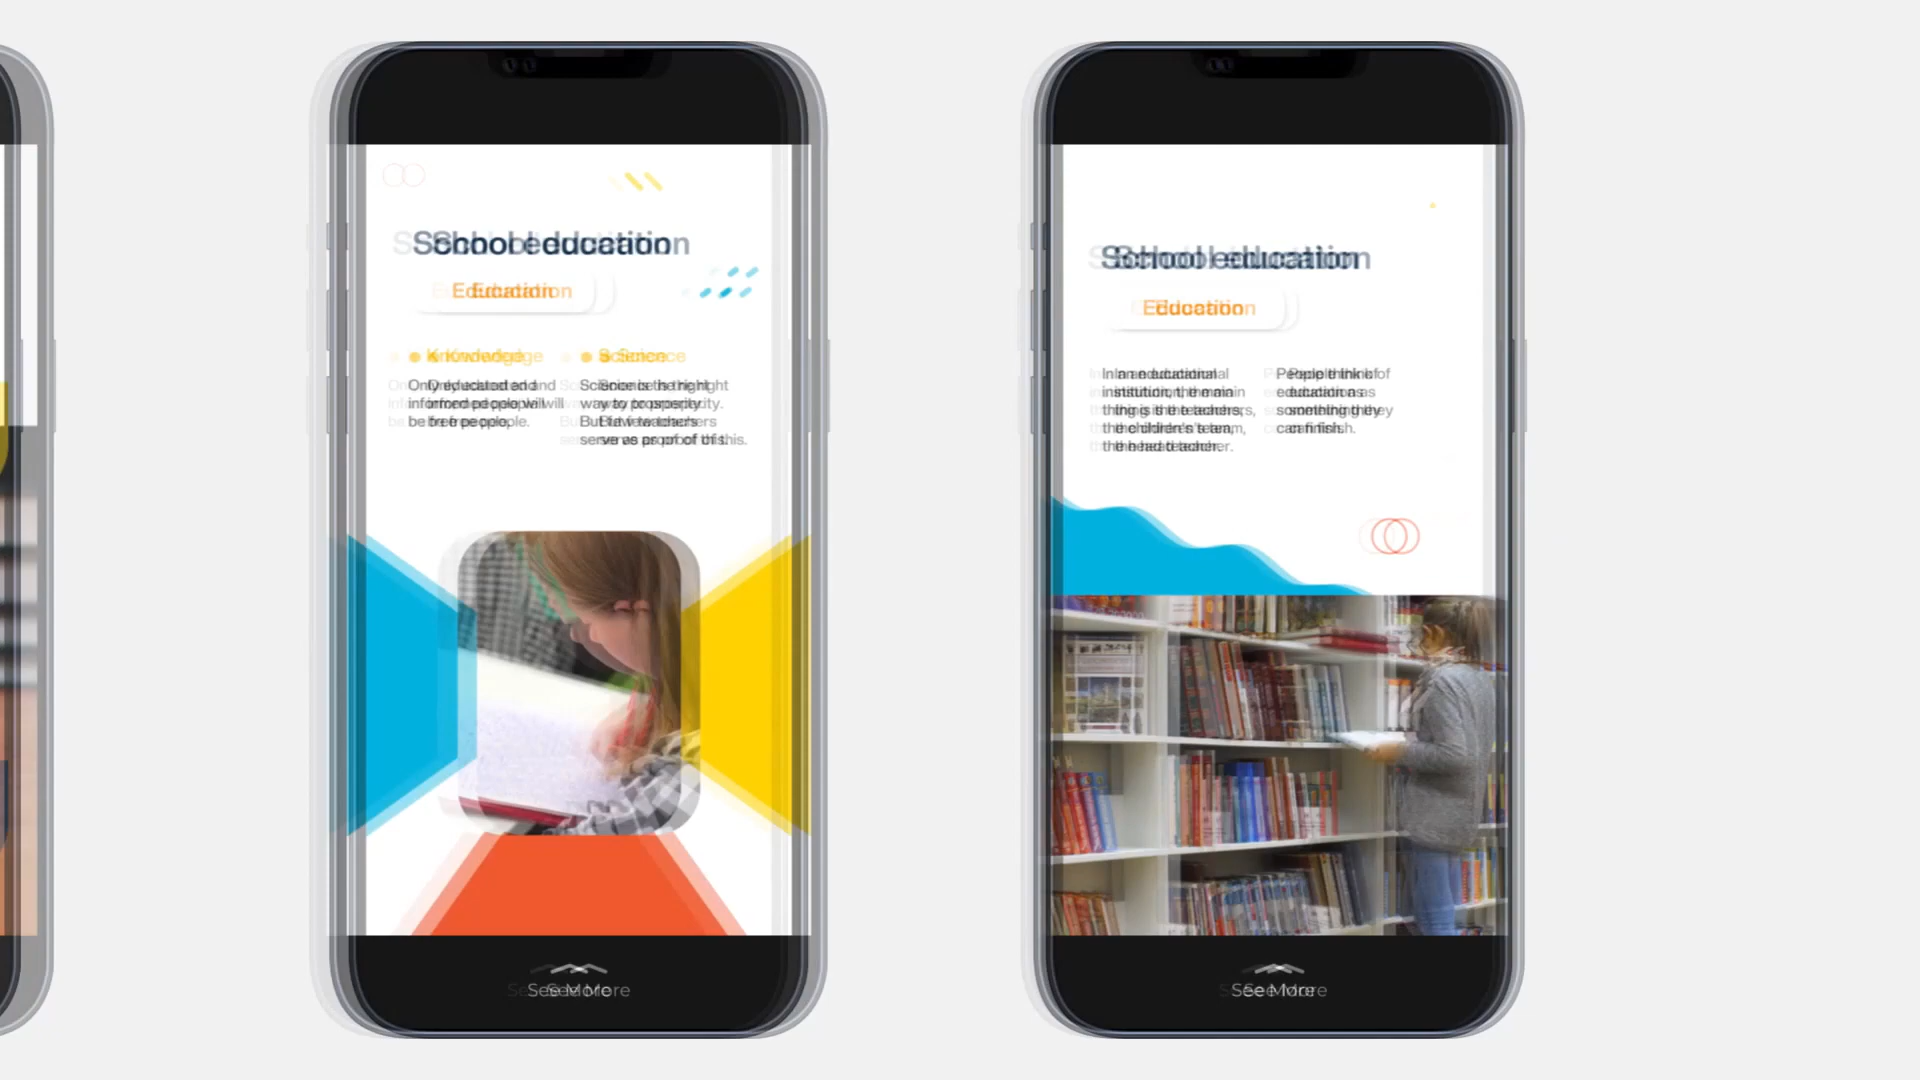 School education
Education
Knowledge
Only educated and
informed people will
be free people.
Science
Science is the right
way to prosperity.
But few teachers
serve as proof of this.
See More
School education
Education
In an educational
institution, the main
thing is the teachers,
the children's team,
the head teacher.
People think of
education as
something they
can finish.
See More